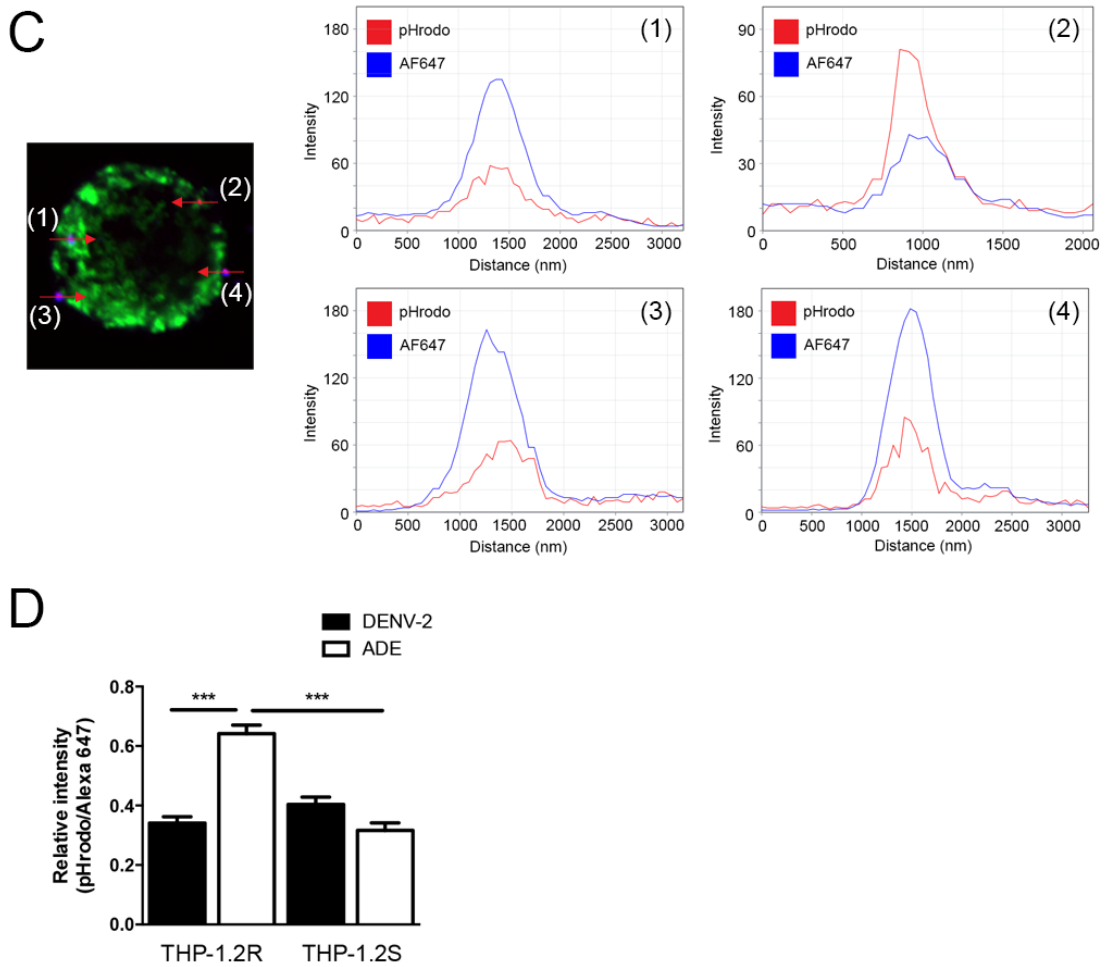 C
(1)
(2)
(3)
(4)
pHrodo
AF647
(1)
Intensity
180
120
60
0
0 500 1000 1500 2000 2500 3000
Distance (nm)
pHrodo
AF647
(2)
Intensity
90
60
30
0
0 500 1000 1500 2000
Distance (nm)
pHrodo
AF647
(3)
Intensity
180
120
60
0
0 500 1000 1500 2000 2500 3000
Distance (nm)
pHrodo
AF647
(4)
Intensity
180
120
60
0
0 500 1000 1500 2000 2500 3000
Distance (nm)
D
DENV-2
ADE
Relative intensity
(pHrodo/Alexa 647)
0.8
0.6
0.4
0.2
0.0
*** ***
THP-1.2R THP-1.2S